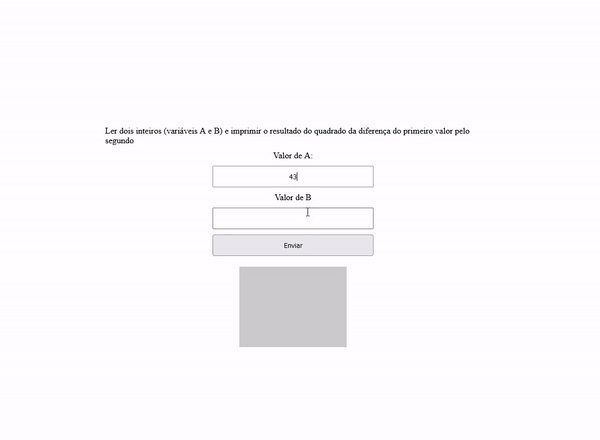 Ler dois inteiros (variáveis A e B) e imprimir o resultado do quadrado da diferença do primeiro valor pelo
segundo
Valor de A:
43
Valor de B
Enviar